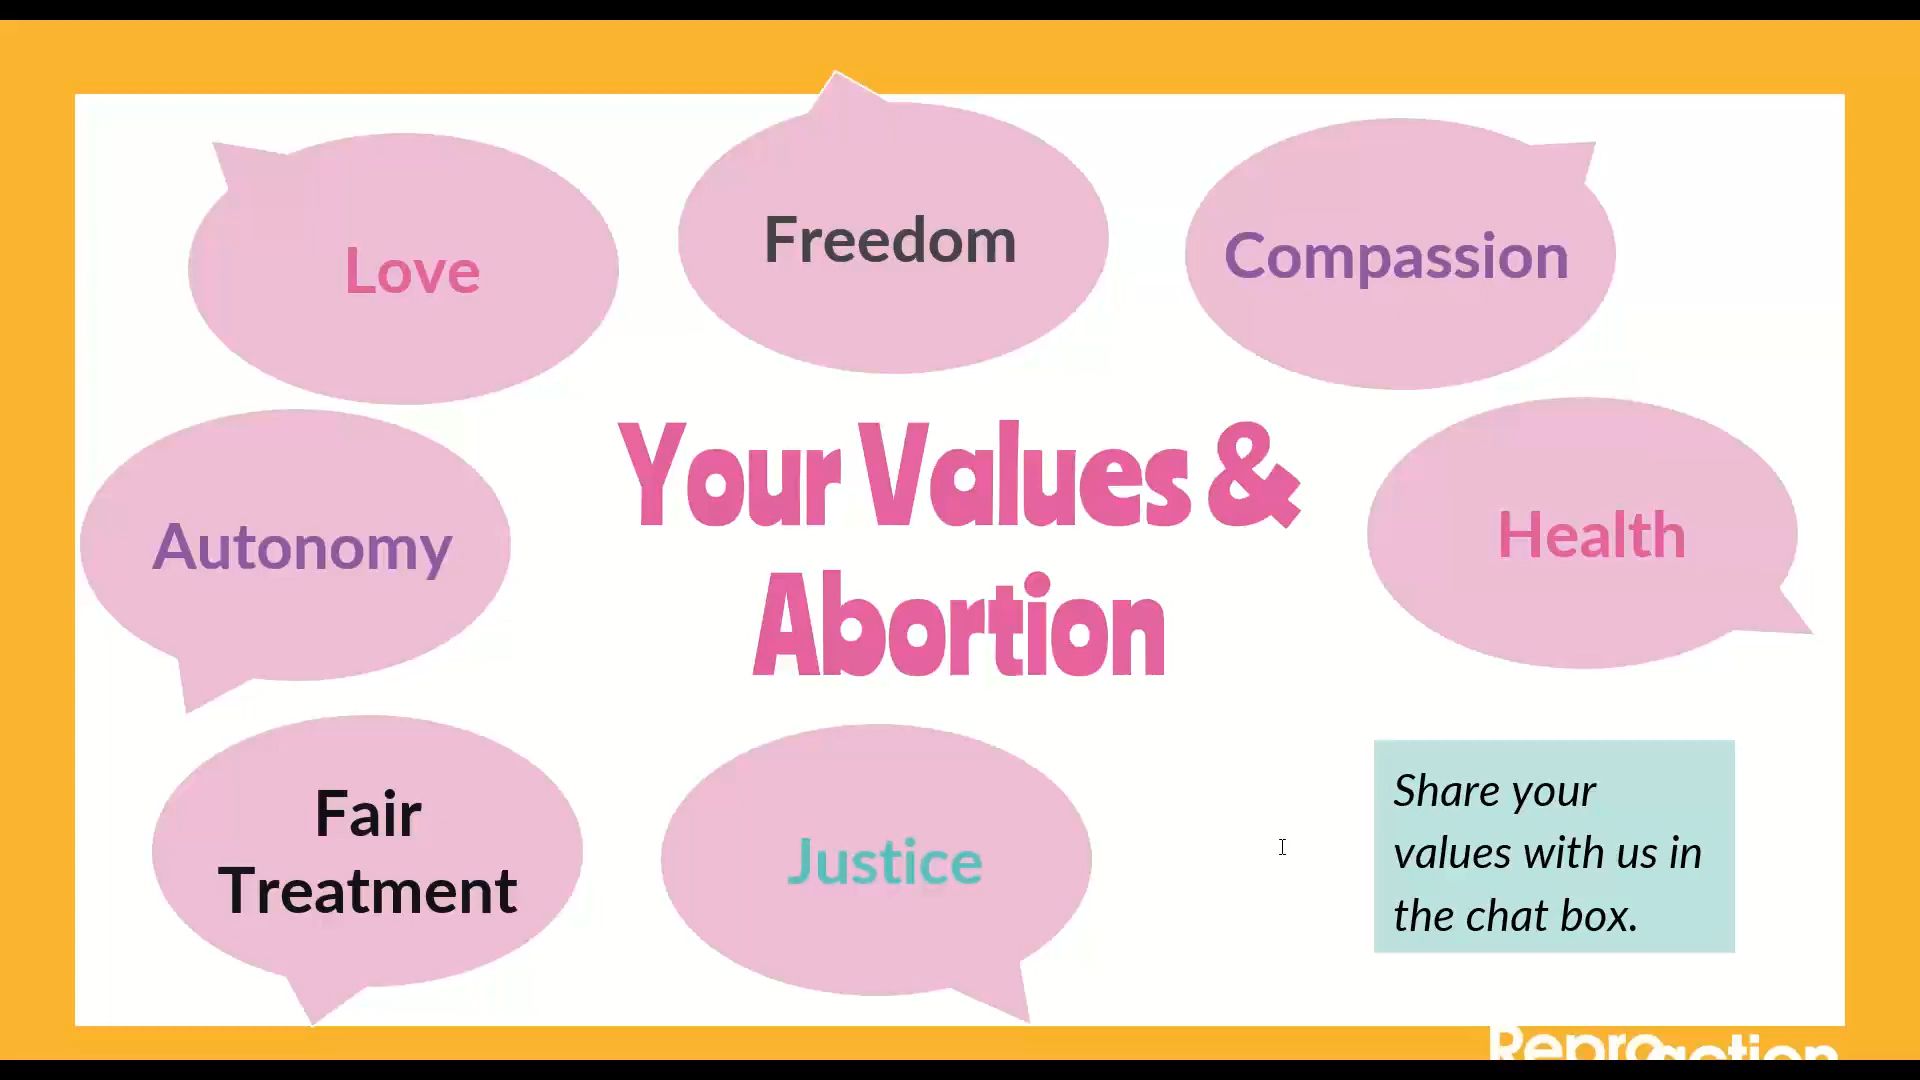 Love
Freedom
Compassion
Your Values &
Abortion
Autonomy
Health
Fair
Treatment
Justice
Share your
values with us in
the chat box.
Reproaction